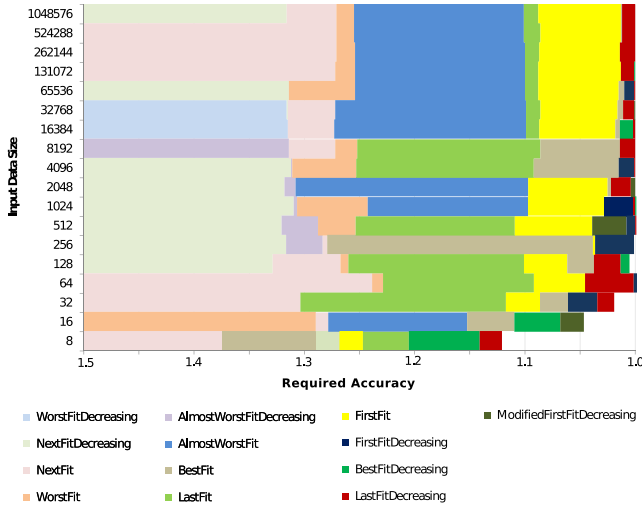 1048576
524288
262144
131072
65536
32768
16384
8192
4096
2048
1024
512
256
128
64
32
16
8
Input Data Size
1.5 1.4 1.3 1.2 1.1 1.0
Required Accuracy
WorstFitDecreasing AlmostWorstFitDecreasing FirstFit ModifiedFirstFitDecreasing
NextFitDecreasing AlmostWorstFit FirstFitDecreasing
NextFit BestFit BestFitDecreasing
WorstFit LastFit LastFitDecreasing